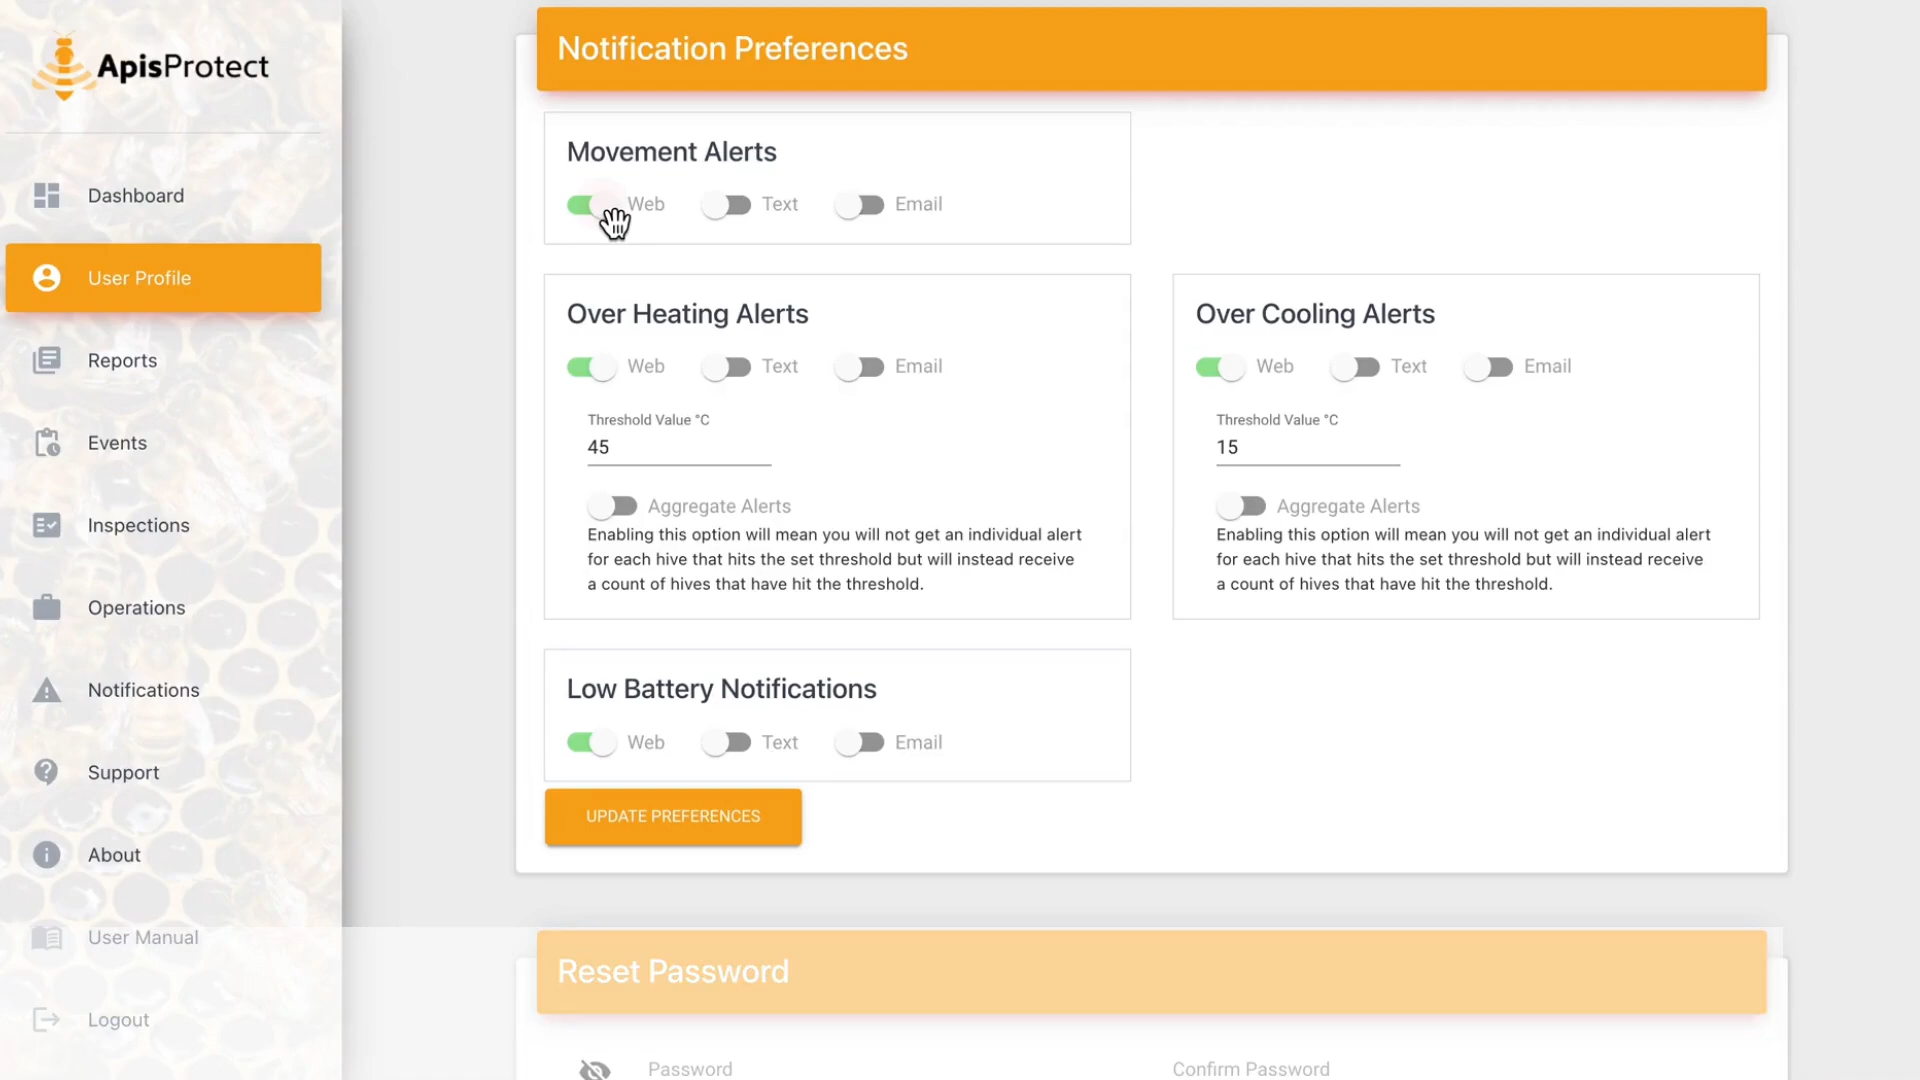 ApisProtect
Dashboard
User Profile
Reports
Events
Inspections
Operations
Notifications
Support
About
User Manual
Logout
Notification Preferences
Movement Alerts
Web Text Email
Over Heating Alerts
Web Text Email
Threshold Value °C
45
Aggregate Alerts
Enabling this option will mean you will not get an individual alert
for each hive that hits the set threshold but will instead receive
a count of hives that have hit the threshold.
Over Cooling Alerts
Web Text Email
Threshold Value °C
15
Aggregate Alerts
Enabling this option will mean you will not get an individual alert
for each hive that hits the set threshold but will instead receive
a count of hives that have hit the threshold.
Low Battery Notifications
Web Text Email
UPDATE PREFERENCES
Reset Password
Password Confirm Password